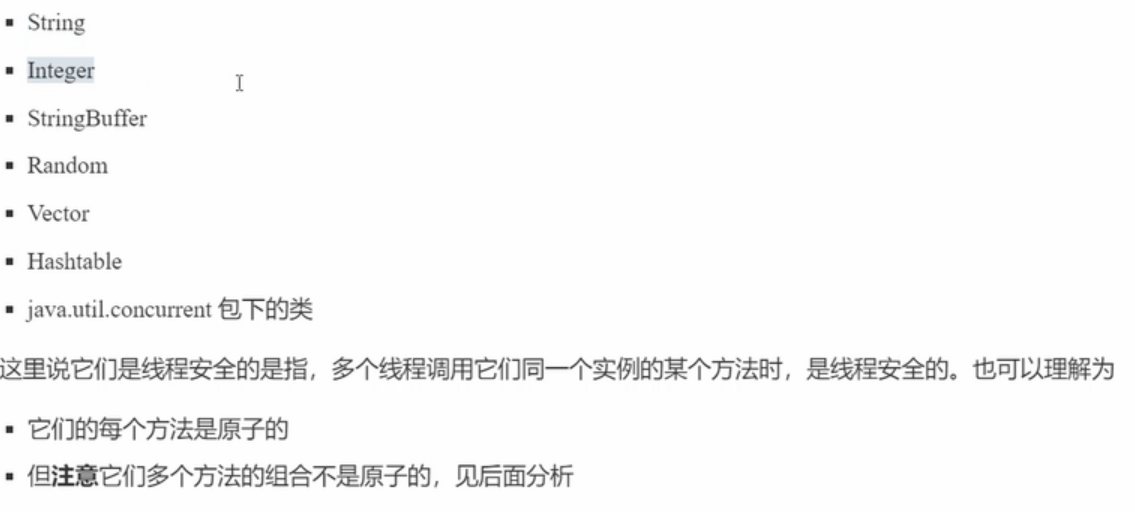 String
Integer
StringBuffer
Random
Vector
Hashtable
java.util.concurrent 包下的类
这里说它们是线程安全的是指，多个线程调用它们同一个实例的某个方法时，是线程安全的。也可以理解为
它们的每个方法是原子的
但注意它们多个方法的组合不是原子的，见后面分析